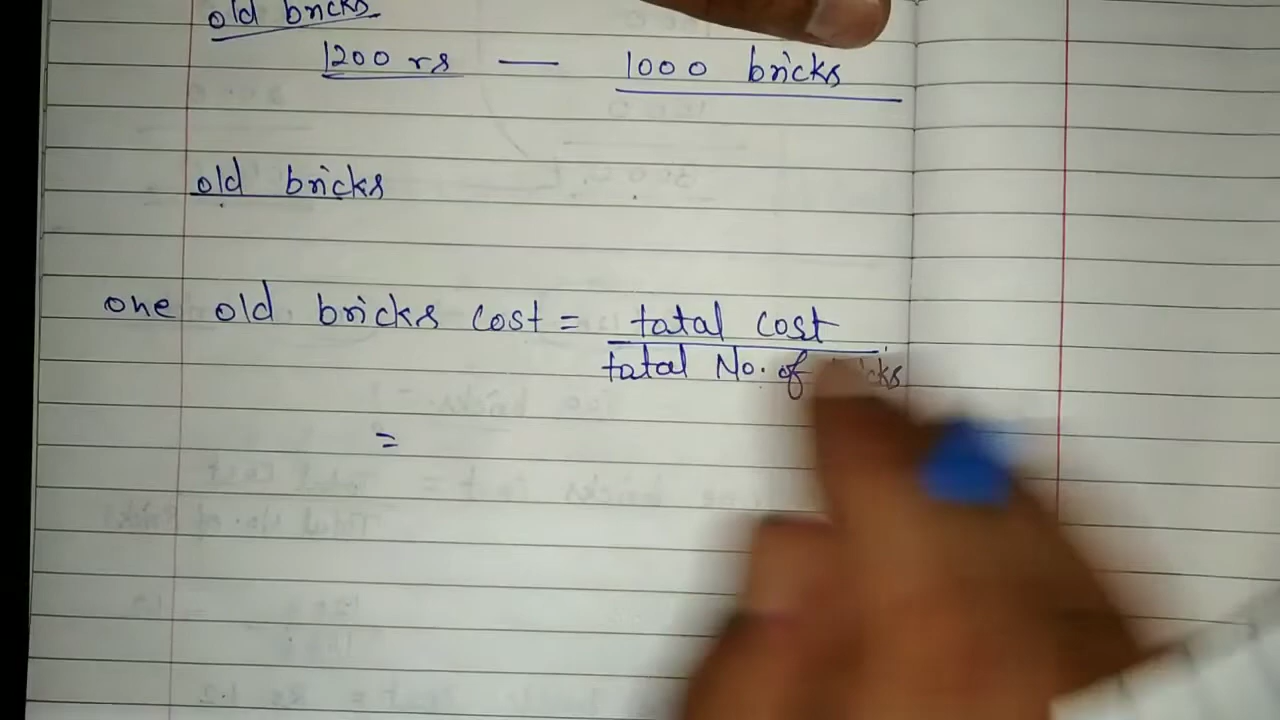 old bricks
1200 rs — 1000 bricks
old bricks
one old bricks cost = tatal cost
tatal No. of
=